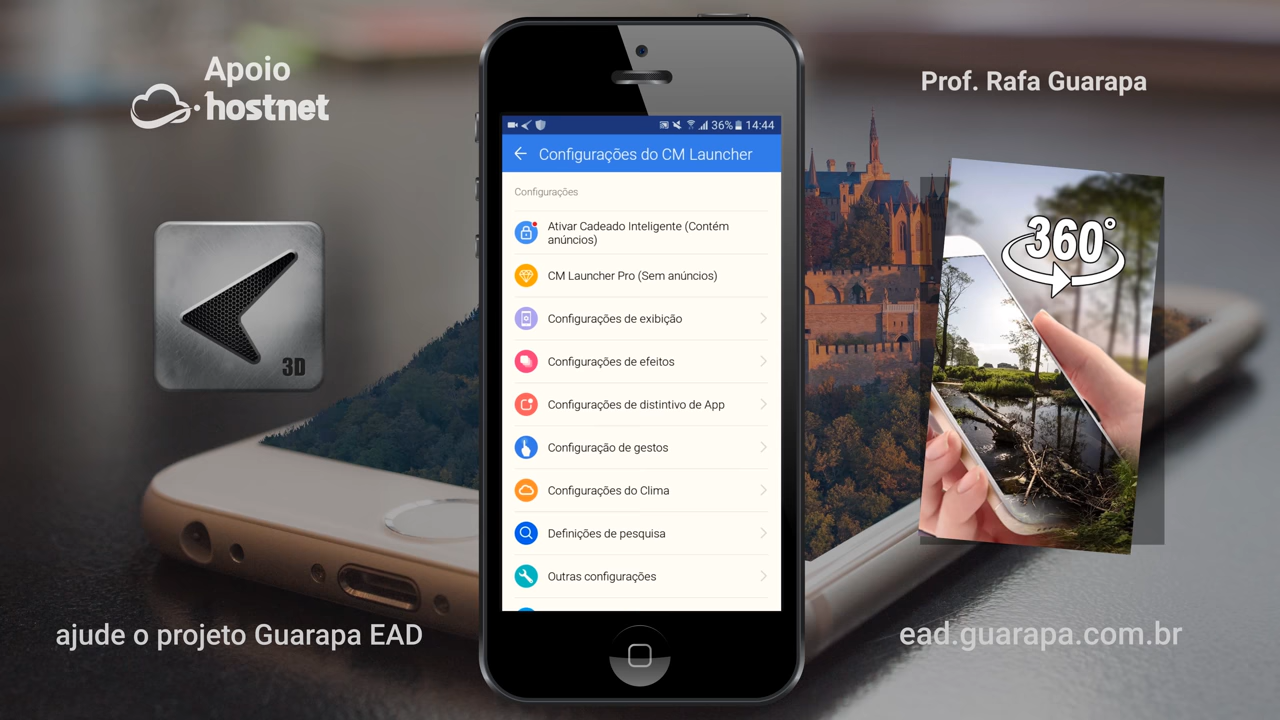 Apoio
hostnet
Prof. Rafa Guarapa
36% 14:44
Configurações do CM Launcher
Configurações
Ativar Cadeado Inteligente (Contém
anúncios)
CM Launcher Pro (Sem anúncios)
Configurações de exibição
Configurações de efeitos
Configurações de distintivo de App
Configuração de gestos
Configurações do Clima
Definições de pesquisa
Outras configurações
3D
360°
ajude o projeto Guarapa EAD
ead.guarapa.com.br